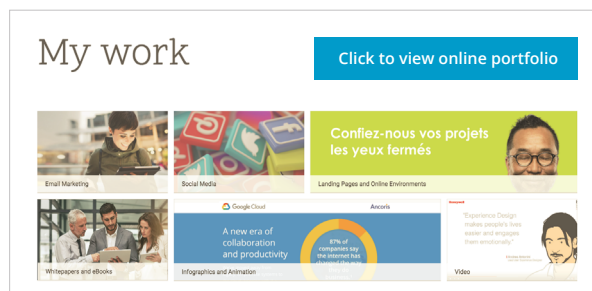 My work
Click to view online portfolio
Confiez-nous vos projets
les yeux fermés
Email Marketing
Social Media
Landing Pages and Online Environments
Google Cloud
Ancoris
A new era of
collaboration
and productivity
87% of
companies say
the internet has
changed the way
Honeywell
"Experience Design
makes people's lives
easier and engages
them emotionally."
Whitepapers and eBooks
Infographics and Animation
Video